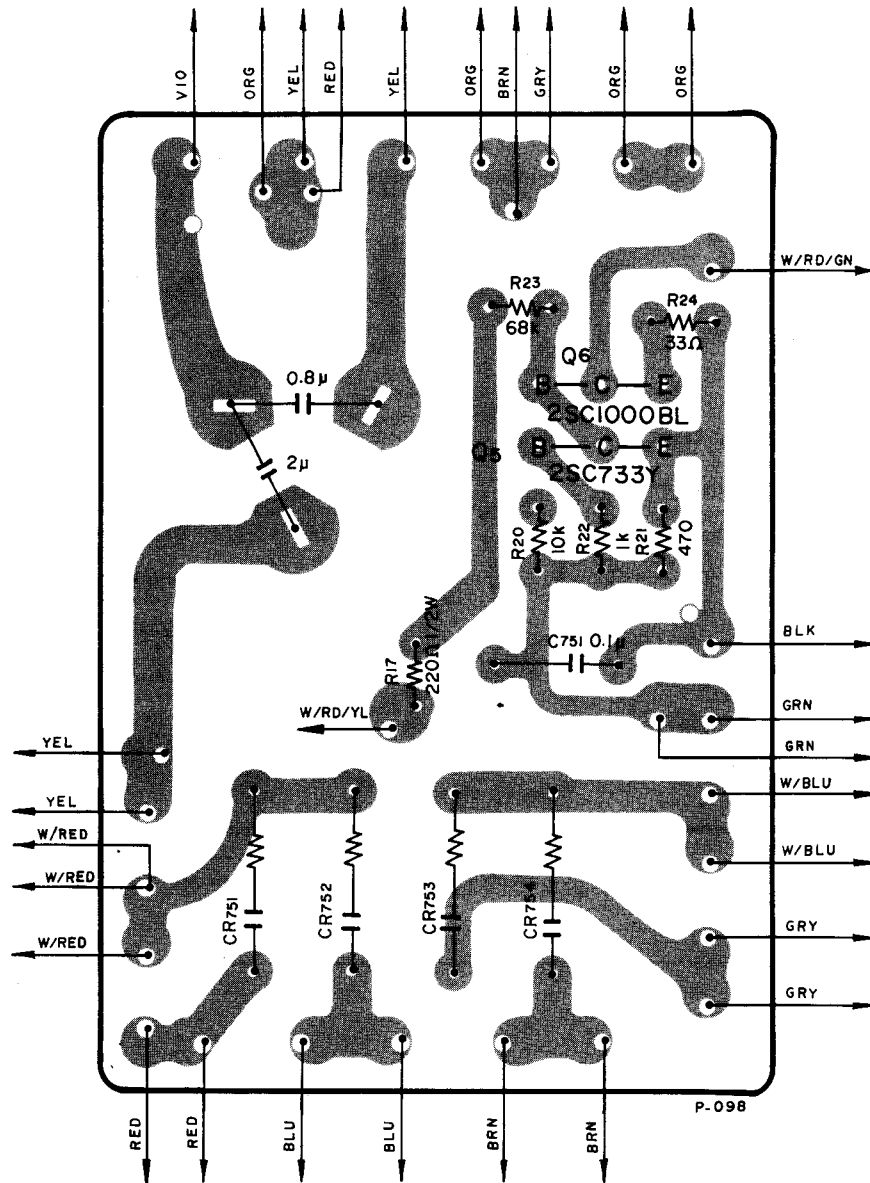 VIO
ORG
YEL
RED
YEL
ORG
BRN
GRY
ORG
ORG
W/RD/GN
R23
68k
R24
33Ω
Q6
B C E
2SC1000BL
0.8µ
Q5
B C E
2SC733Y
2µ
R20
10k
R22
1k
R21
470
C751 0.1µ
BLK
R17
220Ω 1/2W
W/RD/YL
GRN
GRN
YEL
YEL
W/BLU
W/RED
W/RED
W/BLU
CR751
CR752
CR753
CR754
W/RED
GRY
GRY
P-098
RED
RED
BLU
BLU
BRN
BRN